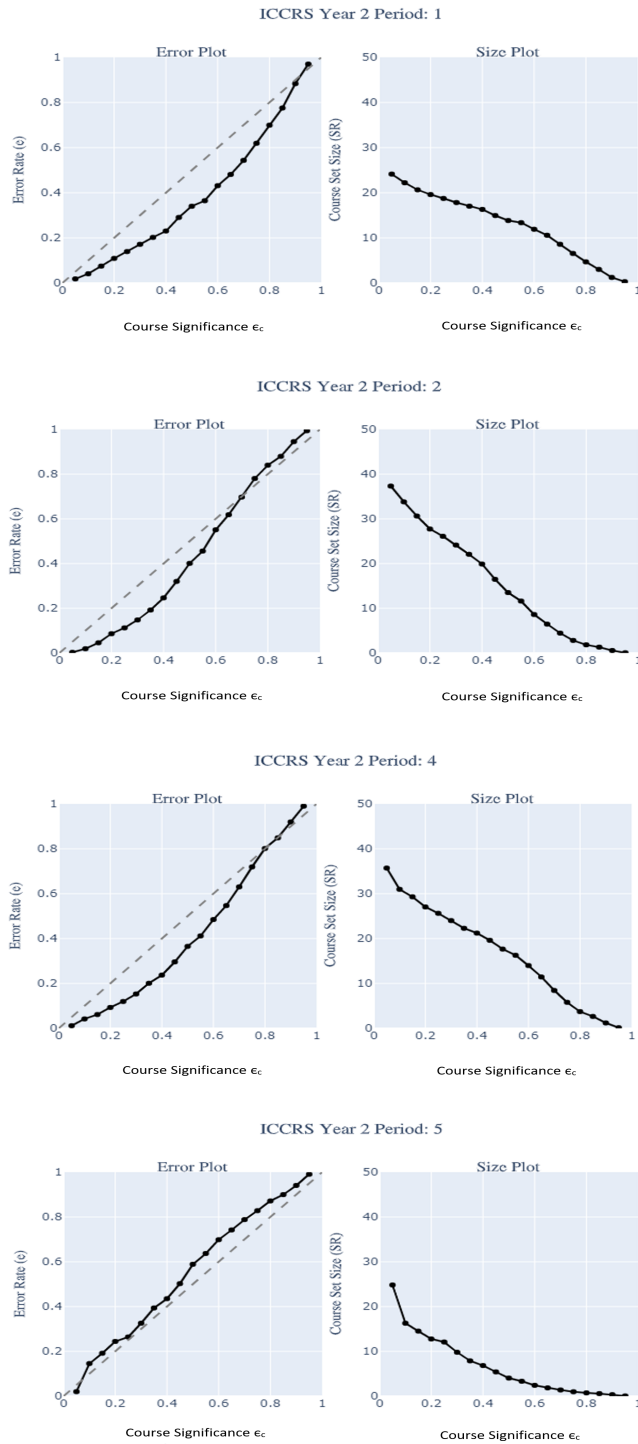 ICCRS Year 2 Period: 1
Error Plot
Size Plot
Error Rate (e)
1
0.8
0.6
0.4
0.2
0
0 0.2 0.4 0.6 0.8 1
Course Significance ϵc
Course Set Size (SR)
50
40
30
20
10
0
0 0.2 0.4 0.6 0.8 1
Course Significance ϵc
ICCRS Year 2 Period: 2
Error Plot
Size Plot
Error Rate (e)
1
0.8
0.6
0.4
0.2
0
0 0.2 0.4 0.6 0.8 1
Course Significance ϵc
Course Set Size (SR)
50
40
30
20
10
0
0 0.2 0.4 0.6 0.8 1
Course Significance ϵc
ICCRS Year 2 Period: 4
Error Plot
Size Plot
Error Rate (e)
1
0.8
0.6
0.4
0.2
0
0 0.2 0.4 0.6 0.8 1
Course Significance ϵc
Course Set Size (SR)
50
40
30
20
10
0
0 0.2 0.4 0.6 0.8 1
Course Significance ϵc
ICCRS Year 2 Period: 5
Error Plot
Size Plot
Error Rate (e)
1
0.8
0.6
0.4
0.2
0
0 0.2 0.4 0.6 0.8 1
Course Significance ϵc
Course Set Size (SR)
50
40
30
20
10
0
0 0.2 0.4 0.6 0.8 1
Course Significance ϵc